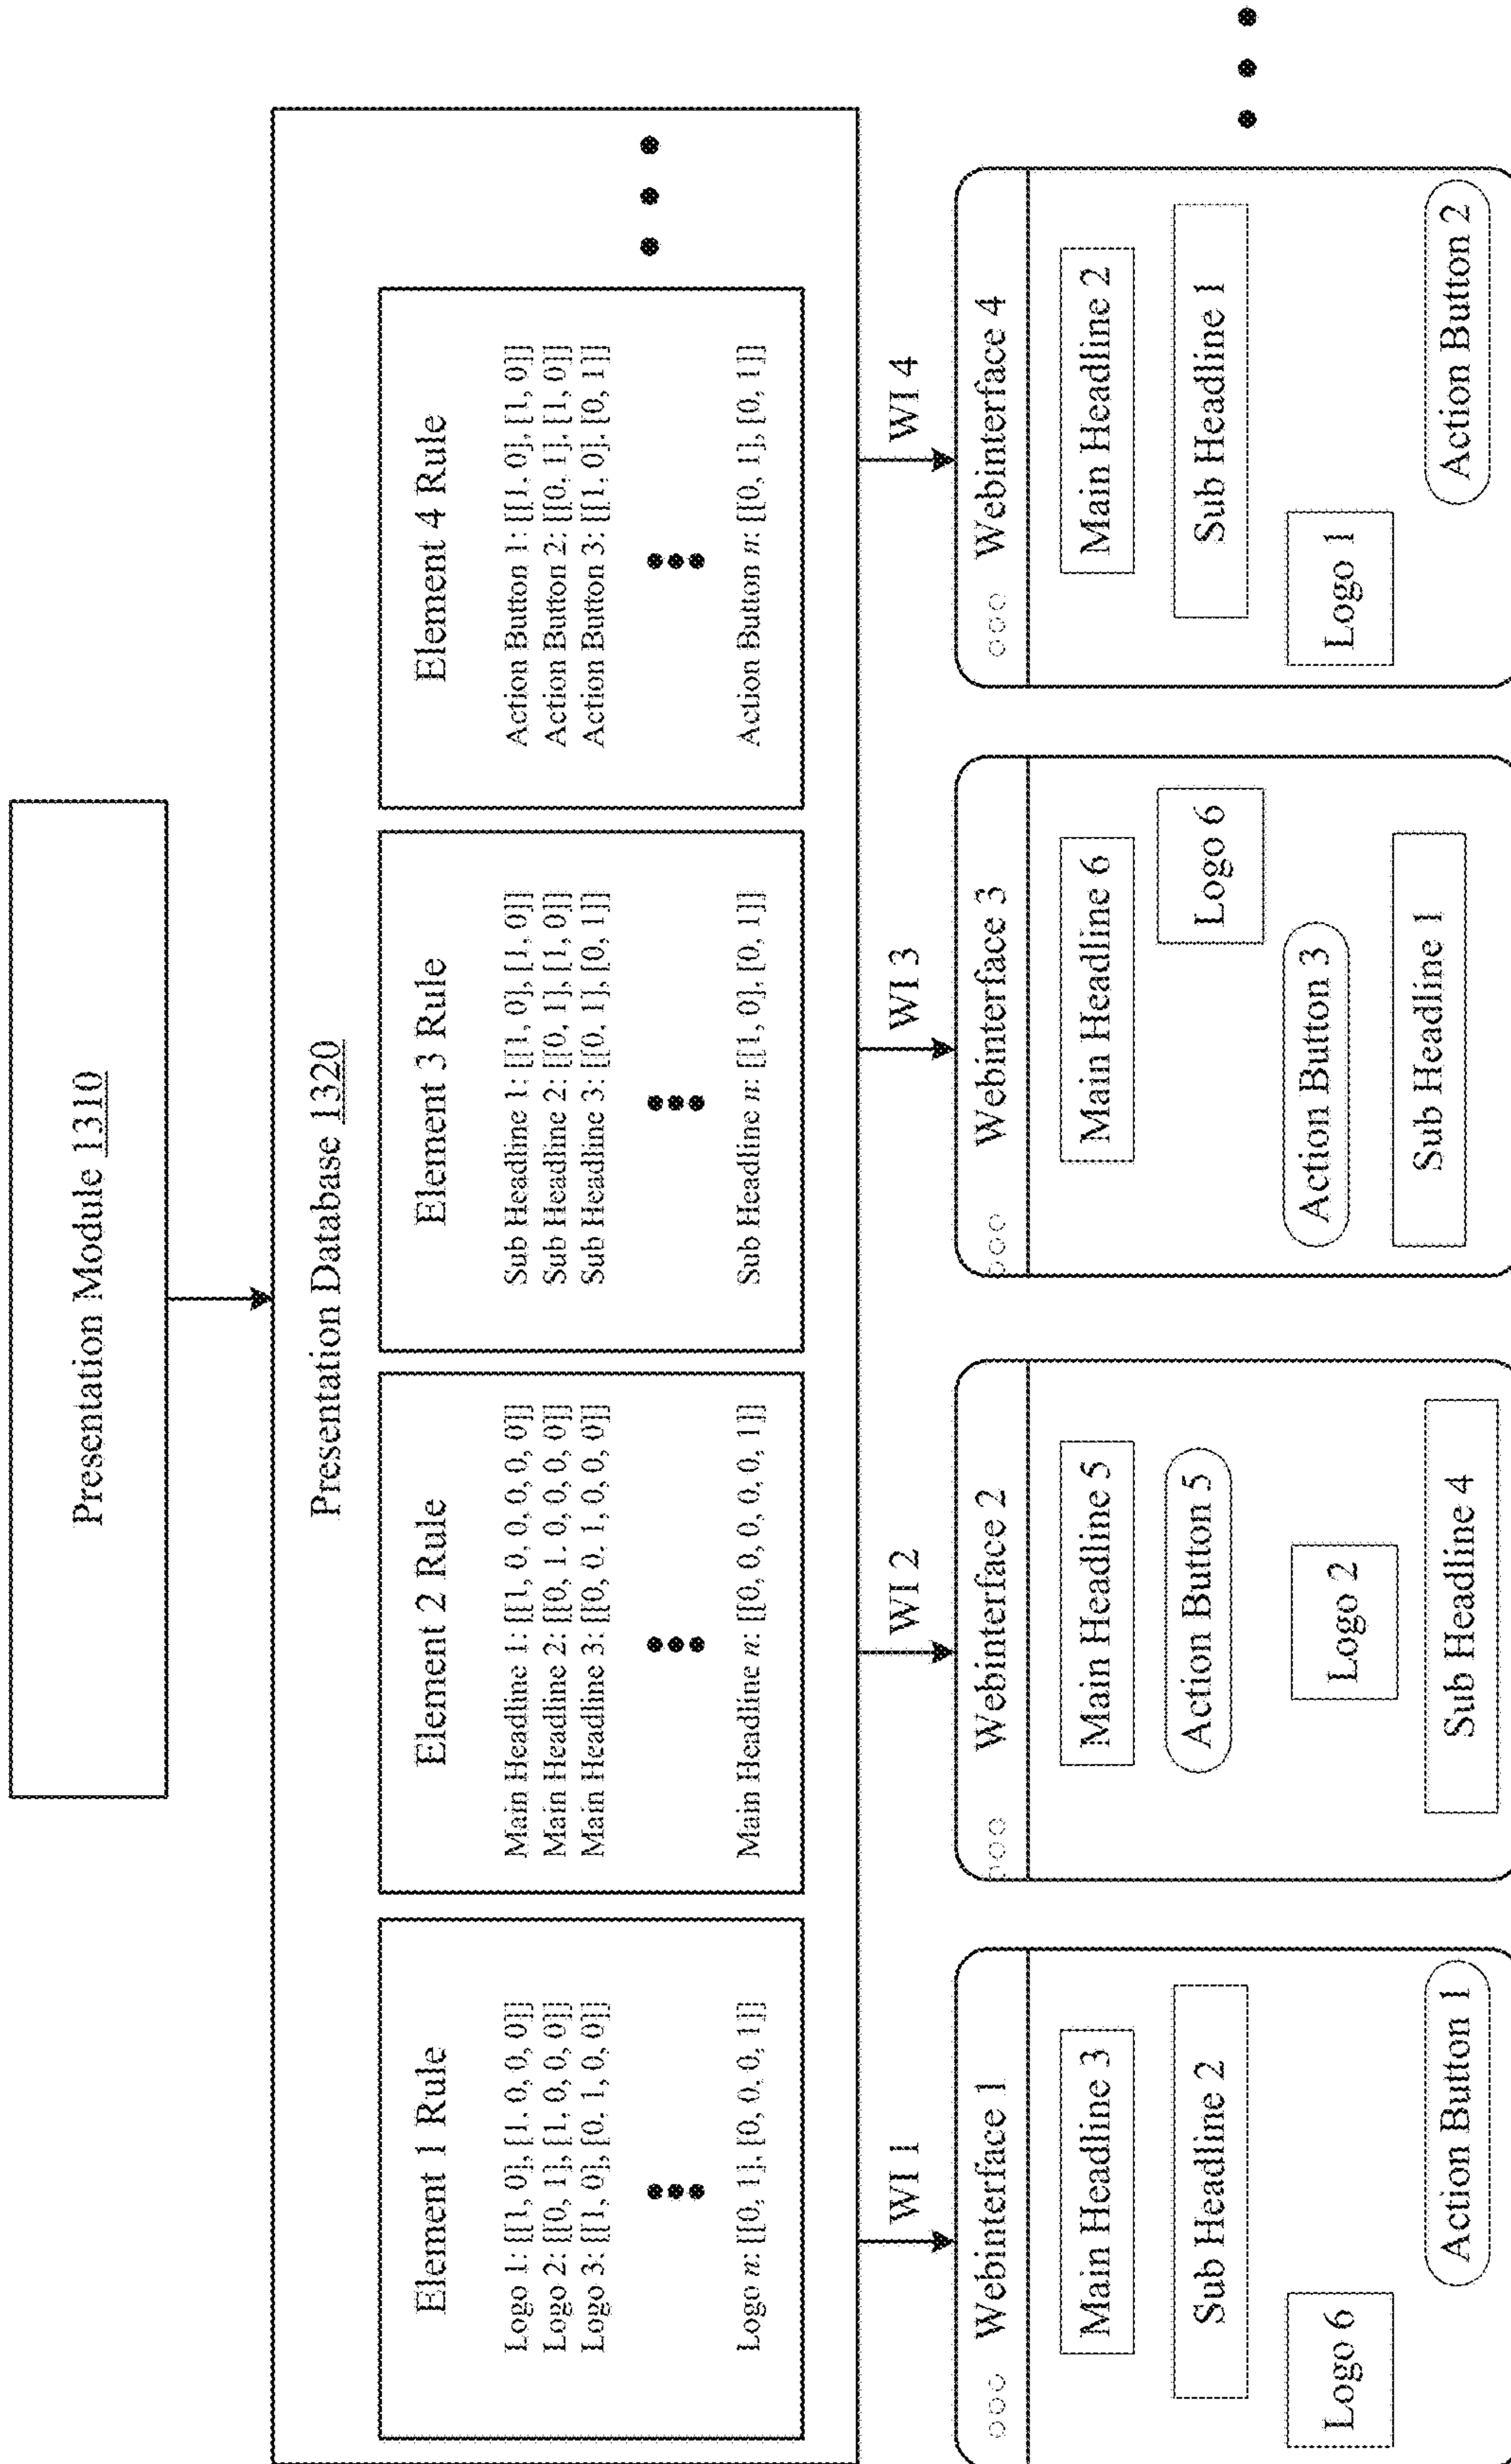 Presentation Module 1310
Presentation Database 1320
Element 1 Rule
Logo 1: [[1, 0], [1, 0, 0, 0]]
Logo 2: [[0, 1], [1, 0, 0, 0]]
Logo 3: [[1, 0], [0, 1, 0, 0]]
Logo n: [[0, 1], [0, 0, 0, 1]]
Element 2 Rule
Main Headline 1: [[1, 0, 0, 0, 0, 0]]
Main Headline 2: [[0, 1, 0, 0, 0, 0]]
Main Headline 3: [[0, 0, 1, 0, 0, 0]]
Main Headline n: [[0, 0, 0, 0, 0, 1]]
Element 3 Rule
Sub Headline 1: [[1, 0], [1, 0]]
Sub Headline 2: [[0, 1], [1, 0]]
Sub Headline 3: [[0, 1], [0, 1]]
Sub Headline n: [[1, 0], [0, 1]]
Element 4 Rule
Action Button 1: [[1, 0], [1, 0]]
Action Button 2: [[0, 1], [1, 0]]
Action Button 3: [[1, 0], [0, 1]]
Action Button n: [[0, 1], [0, 1]]
WI 1
WI 2
WI 3
WI 4
Webinterface 1
Main Headline 3
Sub Headline 2
Logo 6
Action Button 1
Webinterface 2
Main Headline 5
Action Button 5
Logo 2
Sub Headline 4
Webinterface 3
Main Headline 6
Logo 6
Action Button 3
Sub Headline 1
Webinterface 4
Main Headline 2
Sub Headline 1
Logo 1
Action Button 2